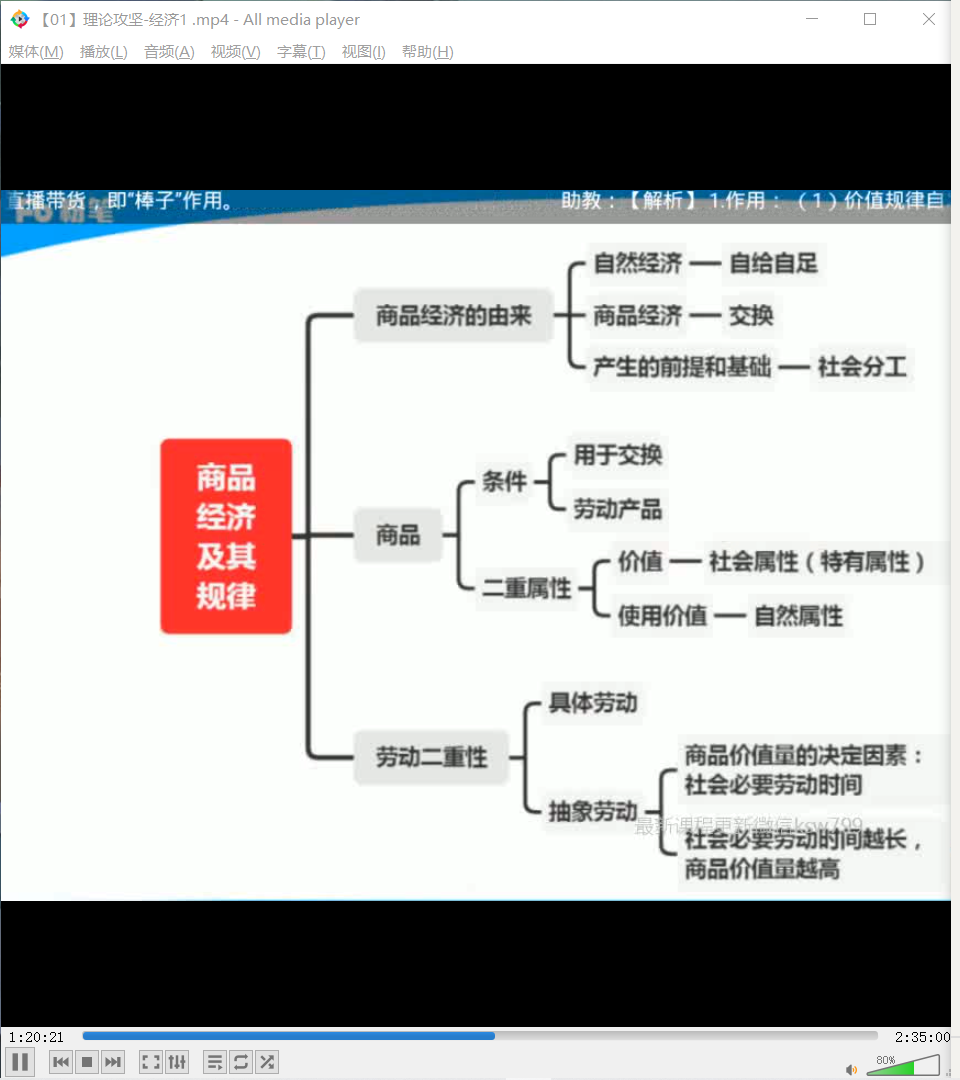 【01】理论攻坚-经济1 .mp4 - All media player
媒体(M) 播放(L) 音频(A) 视频(V) 字幕(T) 视图(I) 帮助(H)
直播带货，即“棒子”作用。 助教：【解析】1.作用：（1）价值规律自
粉笔
自然经济 自给自足
商品经济的由来
商品经济 交换
产生的前提和基础 社会分工
商品
经济
及其
规律
商品
条件
用于交换
劳动产品
二重属性
价值 社会属性（特有属性）
使用价值 自然属性
劳动二重性
具体劳动
抽象劳动
商品价值量的决定因素：
社会必要劳动时间
最新课程更新微信ksw799
社会必要劳动时间越长，
商品价值量越高
1:20:21
2:35:00
80%